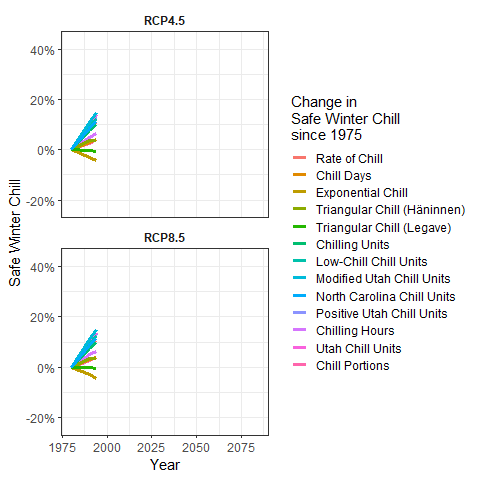 RCP4.5
40%
20%
0%
-20%
RCP8.5
40%
20%
0%
-20%
Safe Winter Chill
1975 2000 2025 2050 2075
Year
Change in
Safe Winter Chill
since 1975
Rate of Chill
Chill Days
Exponential Chill
Triangular Chill (Häninnen)
Triangular Chill (Legave)
Chilling Units
Low-Chill Chill Units
Modified Utah Chill Units
North Carolina Chill Units
Positive Utah Chill Units
Chilling Hours
Utah Chill Units
Chill Portions